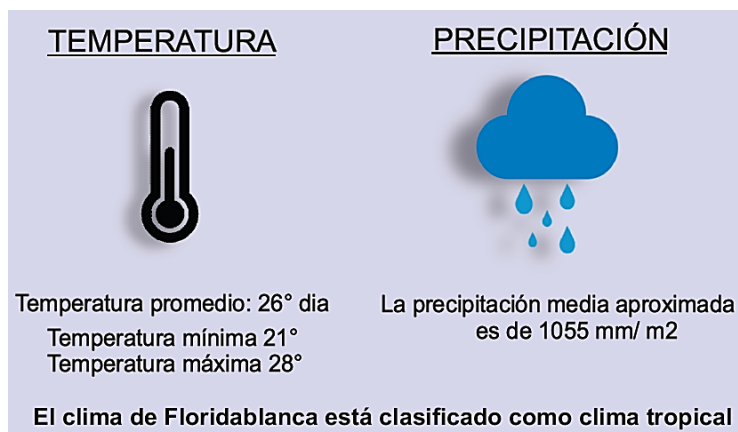 TEMPERATURA
PRECIPITACIÓN
Temperatura promedio: 26° dia
Temperatura mínima 21°
Temperatura máxima 28°
La precipitación media aproximada
es de 1055 mm/ m2
El clima de Floridablanca está clasificado como clima tropical